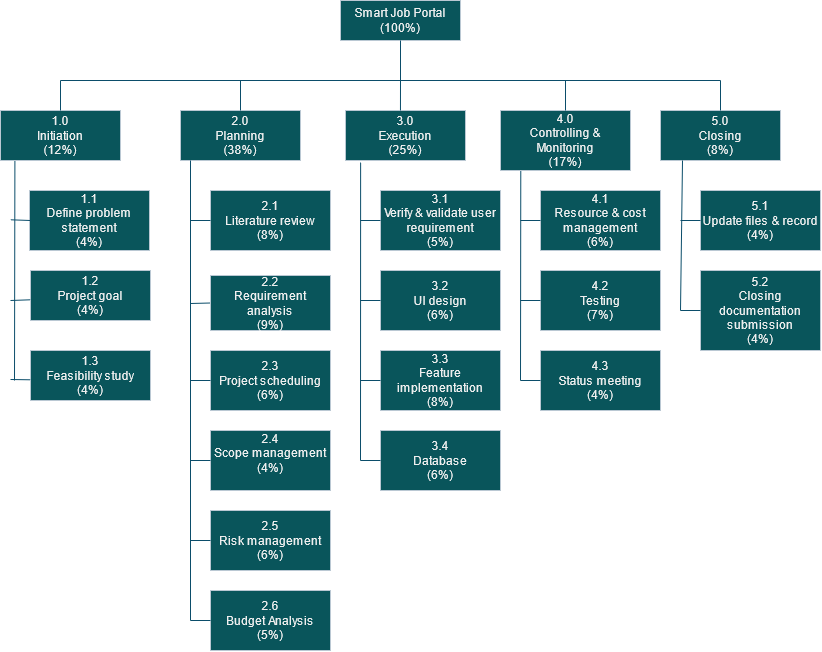 Smart Job Portal
(100%)
1.0
Initiation
(12%)
2.0
Planning
(38%)
3.0
Execution
(25%)
4.0
Controlling &
Monitoring
(17%)
5.0
Closing
(8%)
1.1
Define problem
statement
(4%)
1.2
Project goal
(4%)
1.3
Feasibility study
(4%)
2.1
Literature review
(8%)
2.2
Requirement
analysis
(9%)
2.3
Project scheduling
(6%)
2.4
Scope management
(4%)
2.5
Risk management
(6%)
2.6
Budget Analysis
(5%)
3.1
Verify & validate user
requirement
(5%)
3.2
UI design
(6%)
3.3
Feature
implementation
(8%)
3.4
Database
(6%)
4.1
Resource & cost
management
(6%)
4.2
Testing
(7%)
4.3
Status meeting
(4%)
5.1
Update files & record
(4%)
5.2
Closing
documentation
submission
(4%)